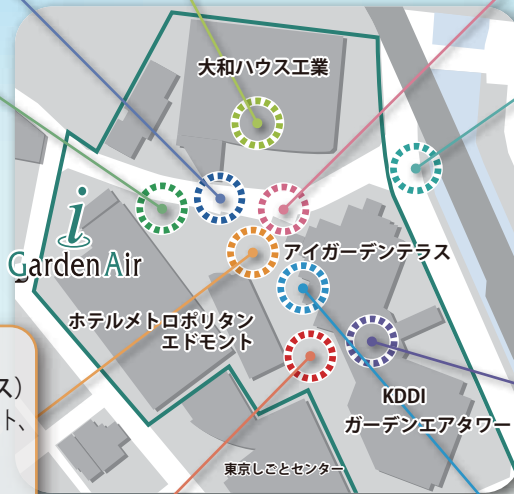 大和ハウス工業
i
Garden Air
アイガーデンテラス
ホテルメトロポリタン
エドモント
ス)
ト、
KDDI
ガーデンエアタワー
東京しごとセンター